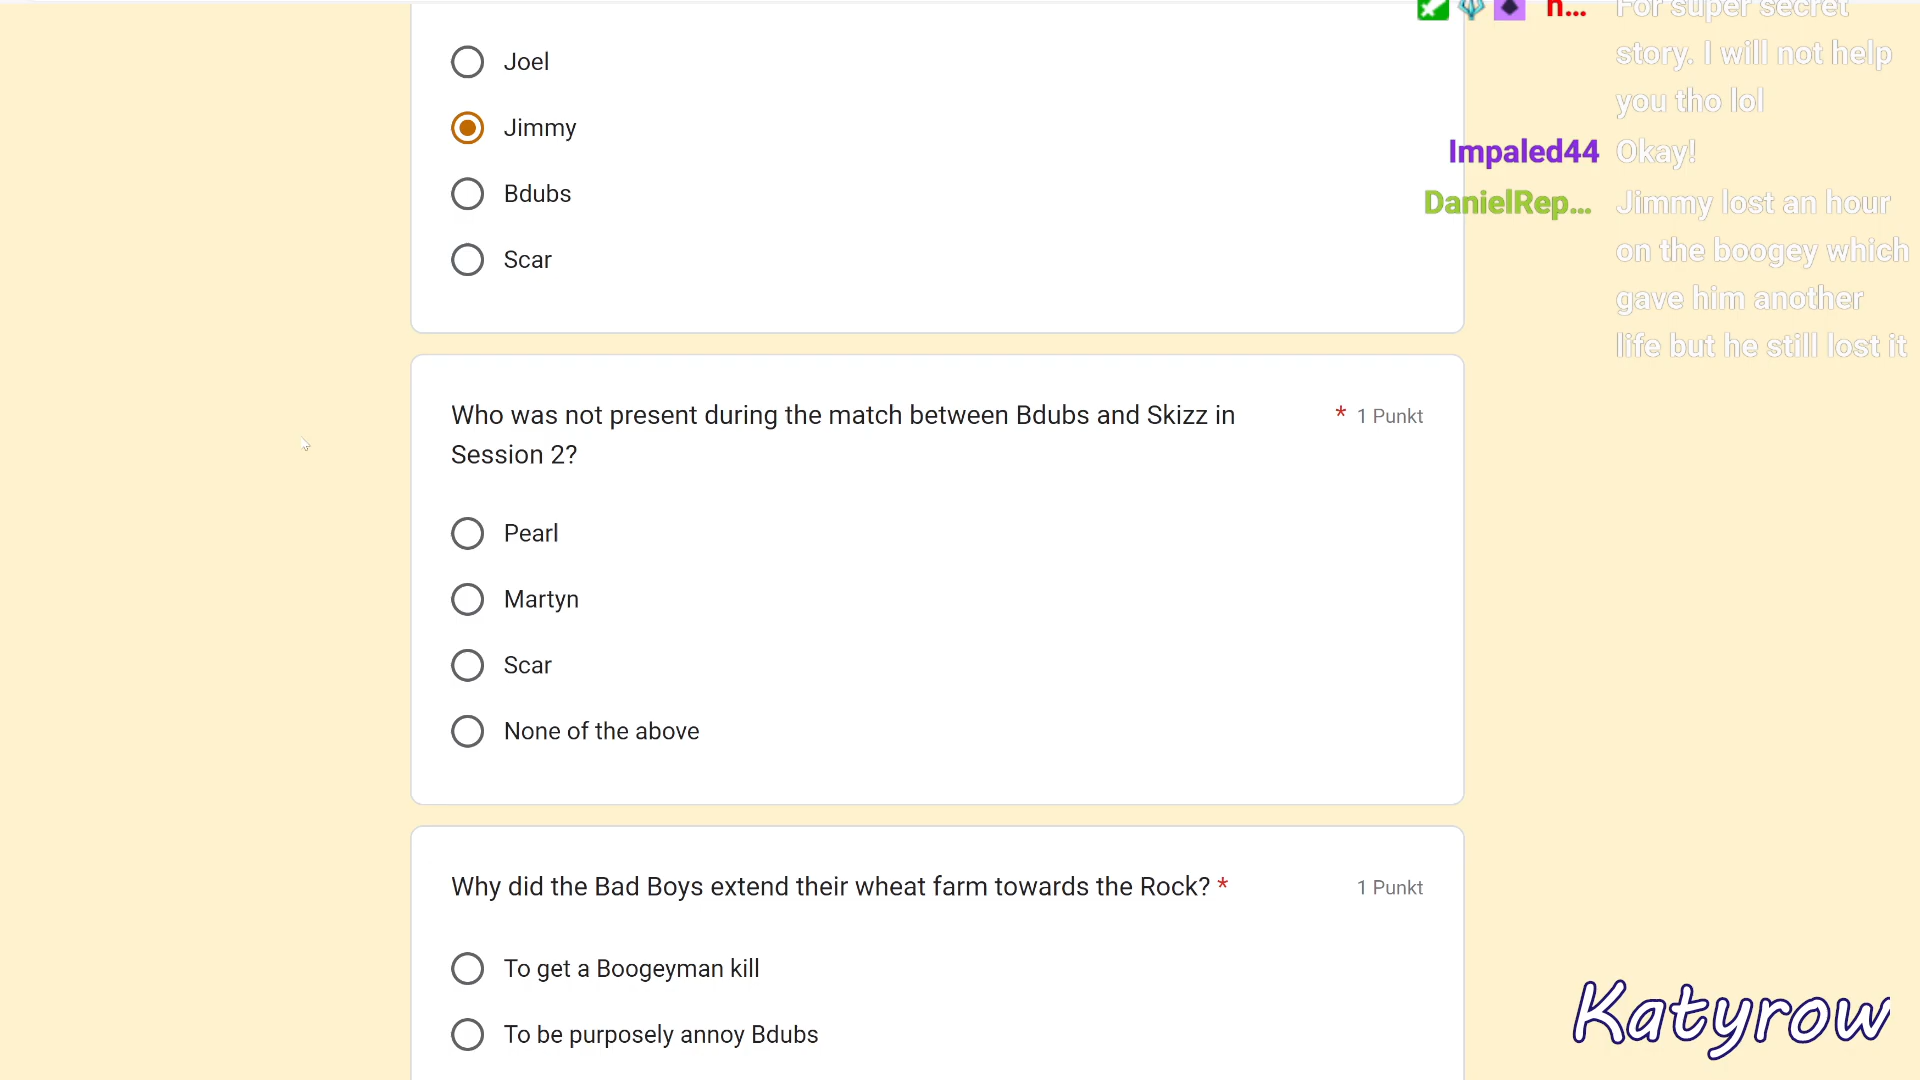 Joel
Jimmy
Bdubs
Scar
Who was not present during the match between Bdubs and Skizz in
Session 2?
* 1 Punkt
Pearl
Martyn
Scar
None of the above
Why did the Bad Boys extend their wheat farm towards the Rock? *
1 Punkt
To get a Boogeyman kill
To be purposely annoy Bdubs
n... For super secret
story. I will not help
you tho lol
Impaled44 Okay!
DanielRep... Jimmy lost an hour
on the boogey which
gave him another
life but he still lost it
Katyrow